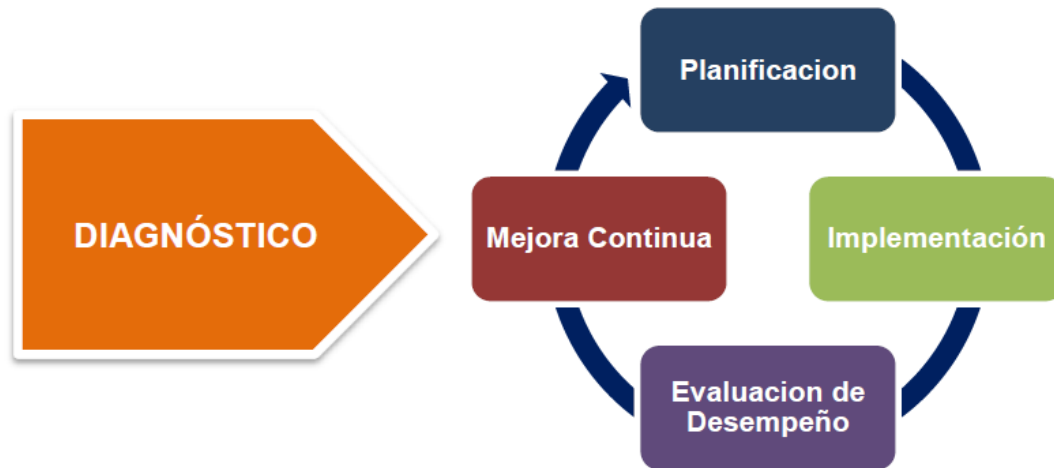 DIAGNÓSTICO
Planificacion
Mejora Continua
Implementación
Evaluacion de
Desempeño